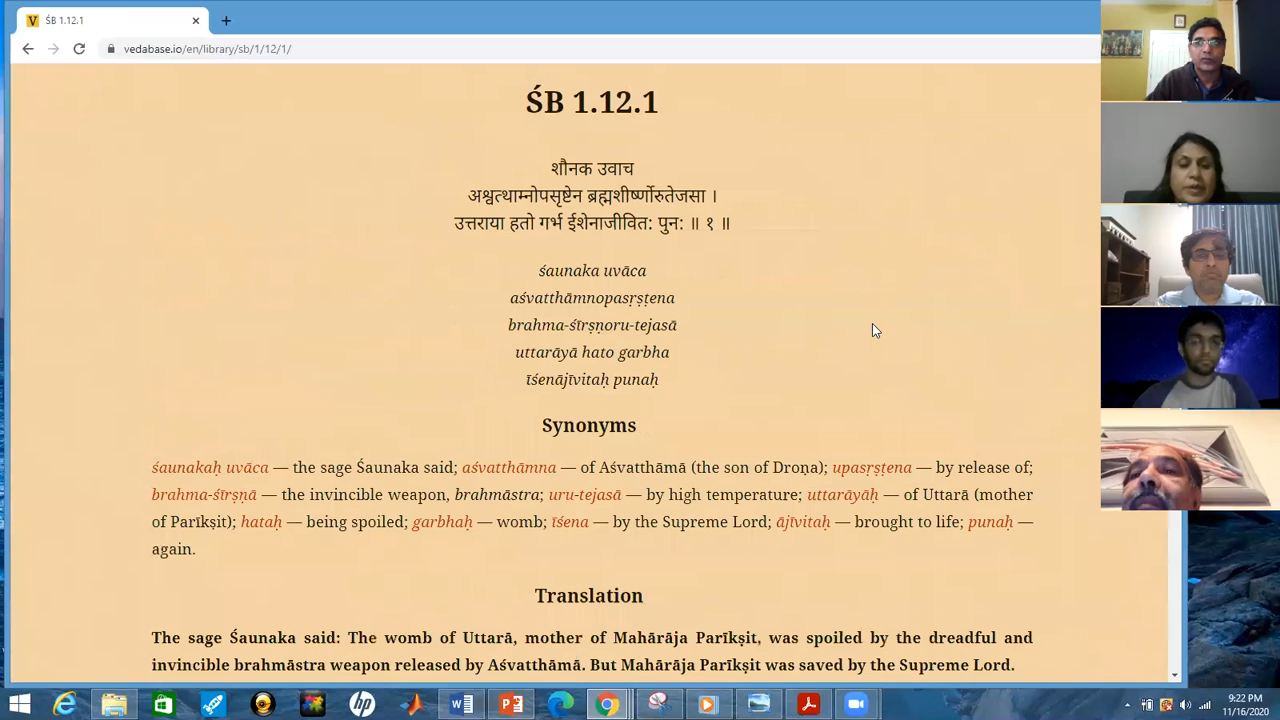 ŚB 1.12.1
vedabase.io/en/library/sb/1/12/1/
ŚB 1.12.1
शौनक उवाच
अश्वत्थाम्नोपसृष्टेन ब्रह्मशीर्ष्णोरुतेजसा ।
उत्तराया हतो गर्भ ईशेनाजीवित: पुन: ॥ १ ॥
śaunaka uvāca
aśvatthāmnopasṛṣṭena
brahma-śīrṣṇoru-tejasā
uttarāyā hato garbha
īśenājīvitaḥ punaḥ
Synonyms
śaunakaḥ uvāca — the sage Śaunaka said; aśvatthāmna — of Aśvatthāmā (the son of Droṇa); upasṛṣṭena — by release of;
brahma-śīrṣṇā — the invincible weapon, brahmāstra; uru-tejasā — by high temperature; uttarāyāḥ — of Uttarā (mother
of Parīkṣit); hataḥ — being spoiled; garbhaḥ — womb; īśena — by the Supreme Lord; ājīvitaḥ — brought to life; punaḥ —
again.
Translation
The sage Śaunaka said: The womb of Uttarā, mother of Mahārāja Parīkṣit, was spoiled by the dreadful and
invincible brahmāstra weapon released by Aśvatthāmā. But Mahārāja Parīkṣit was saved by the Supreme Lord.
9:22 PM
11/16/2020